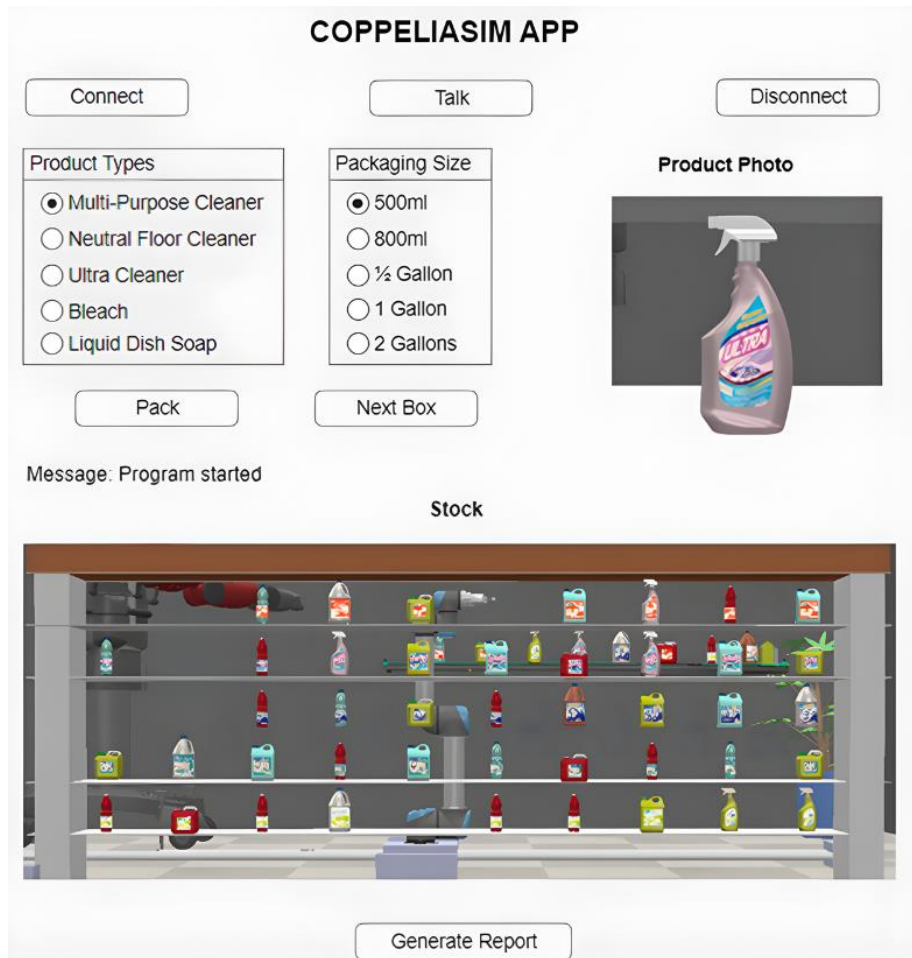 COPPELIASIM APP
Connect
Talk
Disconnect
Product Types
Multi-Purpose Cleaner
Neutral Floor Cleaner
Ultra Cleaner
Bleach
Liquid Dish Soap
Packaging Size
500ml
800ml
½ Gallon
1 Gallon
2 Gallons
Product Photo
ULTRA
Pack
Next Box
Message: Program started
Stock
Generate Report